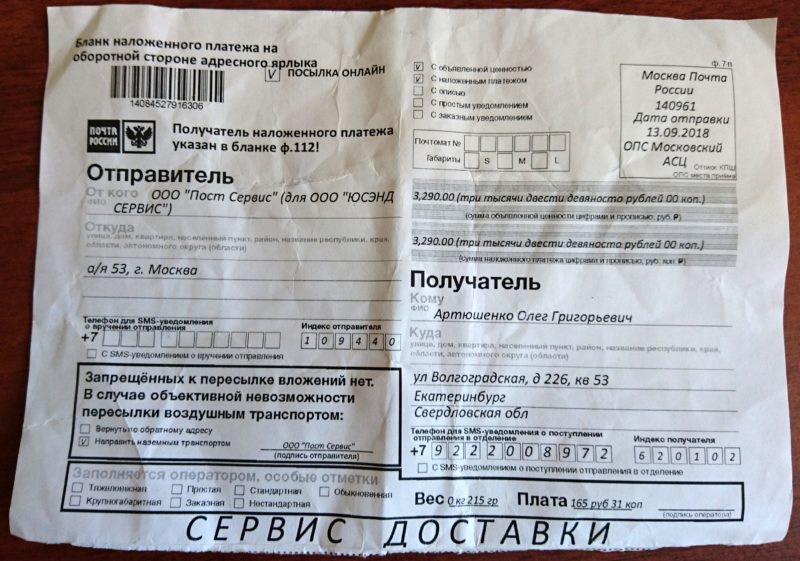 Бланк наложенного платежа на
оборотной стороне адресного ярлыка
V ПОСЫЛКА ОНЛАЙН
14084527916306
ПОЧТА РОССИИ
Получатель наложенного платежа
указан в бланке ф.112!
Отправитель
От кого ООО "Пост Сервис" (для ООО "ЮСЭНД
ФИО СЕРВИС")
Откуда
улица, дом, квартира, населенный пункт, район, название республики, края,
области, автономного округа (области)
а/я 53, г. Москва
Телефон для SMS-уведомления
о вручении отправления
Индекс отправителя
+7
109440
С SMS-уведомлением о вручении отправления
Запрещённых к пересылке вложений нет.
В случае объективной невозможности
пересылки воздушным транспортом:
Вернуть по обратному адресу
V Направить наземным транспортом
ООО "Пост Сервис"
(подпись отправителя)
Заполняется оператором, особые отметки
Тяжеловесная Простая Стандартная Обыкновенная
Крупногабаритная Заказная Нестандартная
ф. 7-п
V С объявленной ценностью
V С наложенным платежом
С описью
С простым уведомлением
С заказным уведомлением
Москва Почта
России
140961
Дата отправки
13.09.2018
ОПС Московский
АСЦ
Оттиск КПШ
ОПС места приема
Почтомат №
Габариты S M L
3,290.00 (три тысячи двести девяносто рублей 00 коп.)
(сумма объявленной ценности цифрами и прописью, руб. ₽)
3,290.00 (три тысячи двести девяносто рублей 00 коп.)
(сумма наложенного платежа цифрами и прописью, руб. коп. ₽)
Получатель
Кому
ФИО Артюшенко Олег Григорьевич
Куда
улица, дом, квартира, населенный пункт, район, название республики, края,
области, автономного округа (области)
ул Волгоградская, д 226, кв 53
Екатеринбург
Свердловская обл
Телефон для SMS-уведомления о поступлении
отправления в отделение
Индекс получателя
+7 9222008972
620102
С SMS-уведомлением о поступлении отправления в отделение
Вес 0 кг 215 гр Плата 165 руб 31 коп
(подпись оператора)
СЕРВИС ДОСТАВКИ